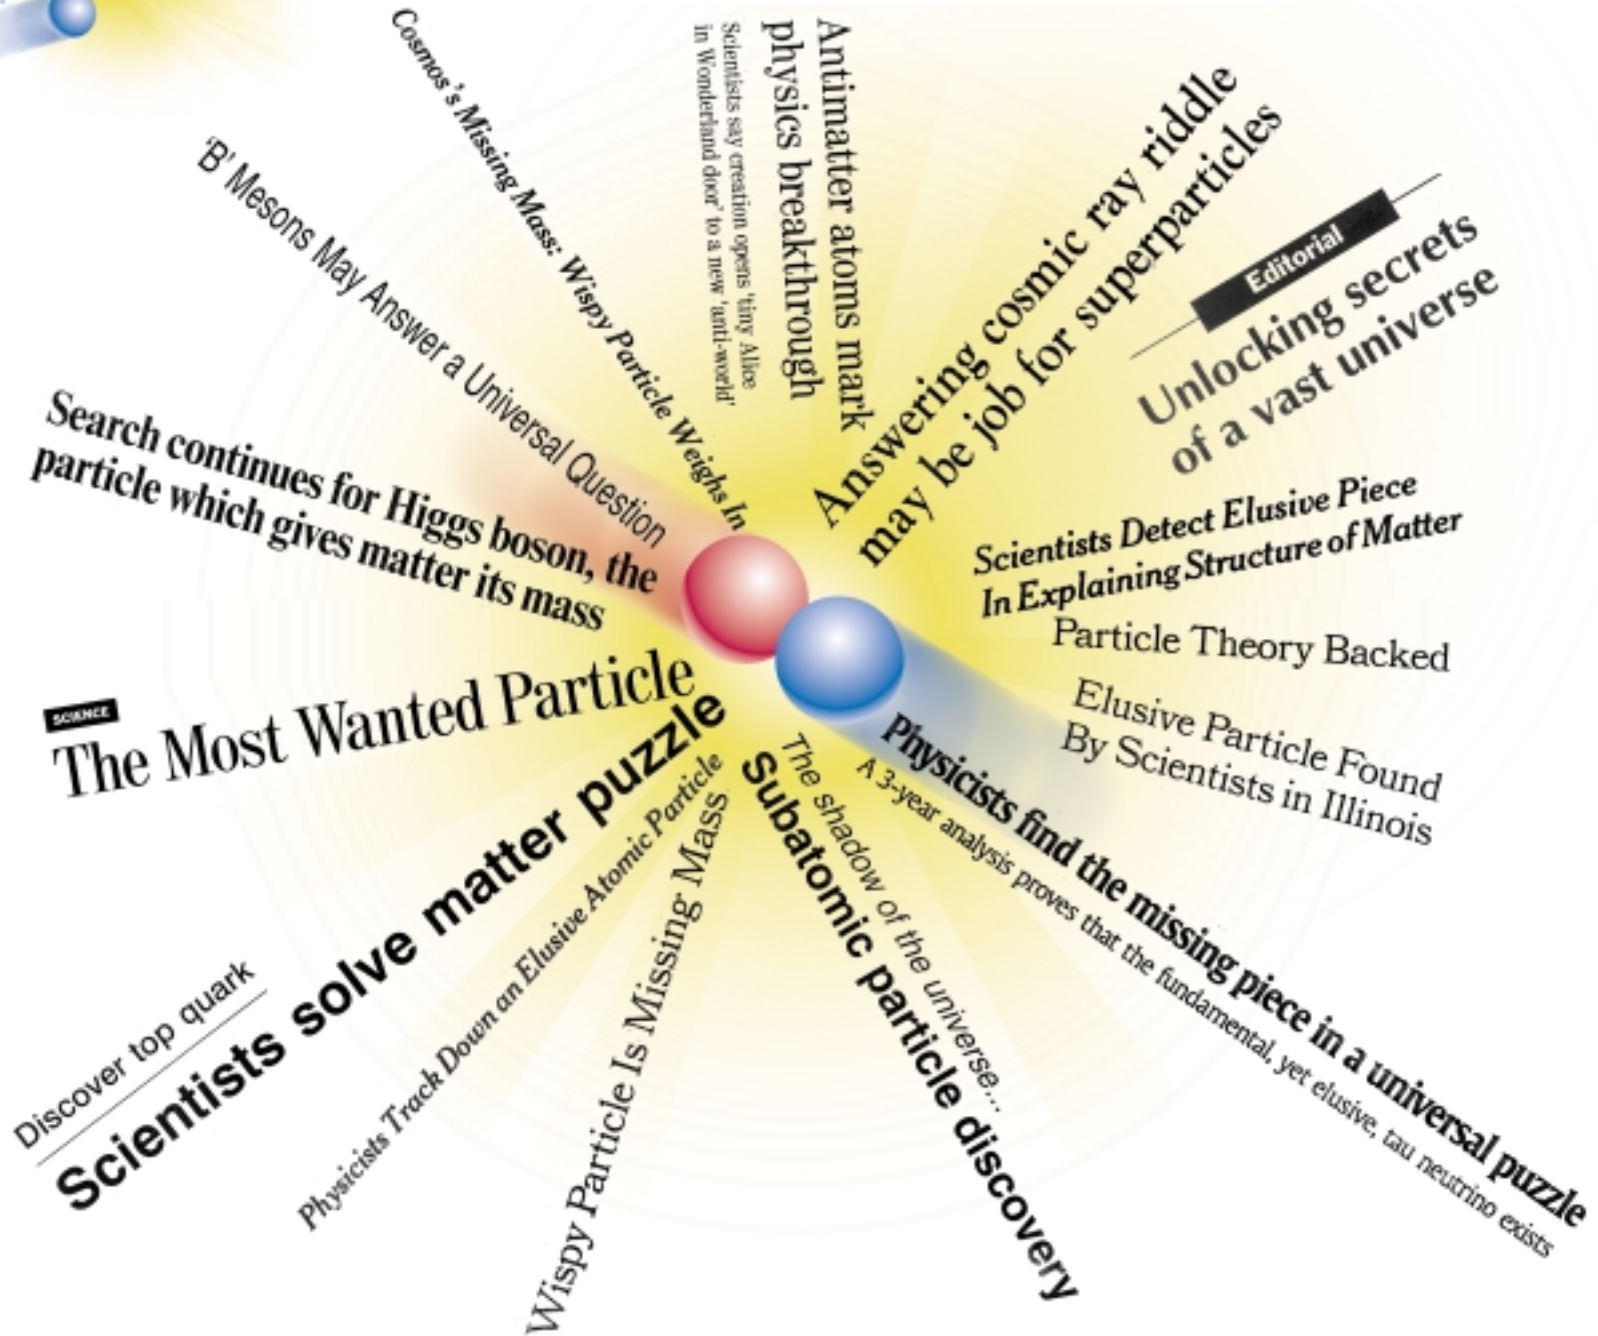 Cosmos's Missing Mass: Wispy Particle Weighs In
Antimatter atoms mark
physics breakthrough
Scientists say creation opens 'tiny Alice
in Wonderland door' to a new 'anti-world'
Answering cosmic ray riddle
may be job for superparticles
Editorial
Unlocking secrets
of a vast universe
Scientists Detect Elusive Piece
In Explaining Structure of Matter
Particle Theory Backed
Elusive Particle Found
By Scientists in Illinois
Physicists find the missing piece in a universal puzzle
A 3-year analysis proves that the fundamental, yet elusive, tau neutrino exists
The shadow of the universe...
Subatomic particle discovery
Wispy Particle Is Missing Mass
Physicists Track Down an Elusive Atomic Particle
Discover top quark
Scientists solve matter puzzle
SCIENCE
The Most Wanted Particle
Search continues for Higgs boson, the
particle which gives matter its mass
'B' Mesons May Answer a Universal Question